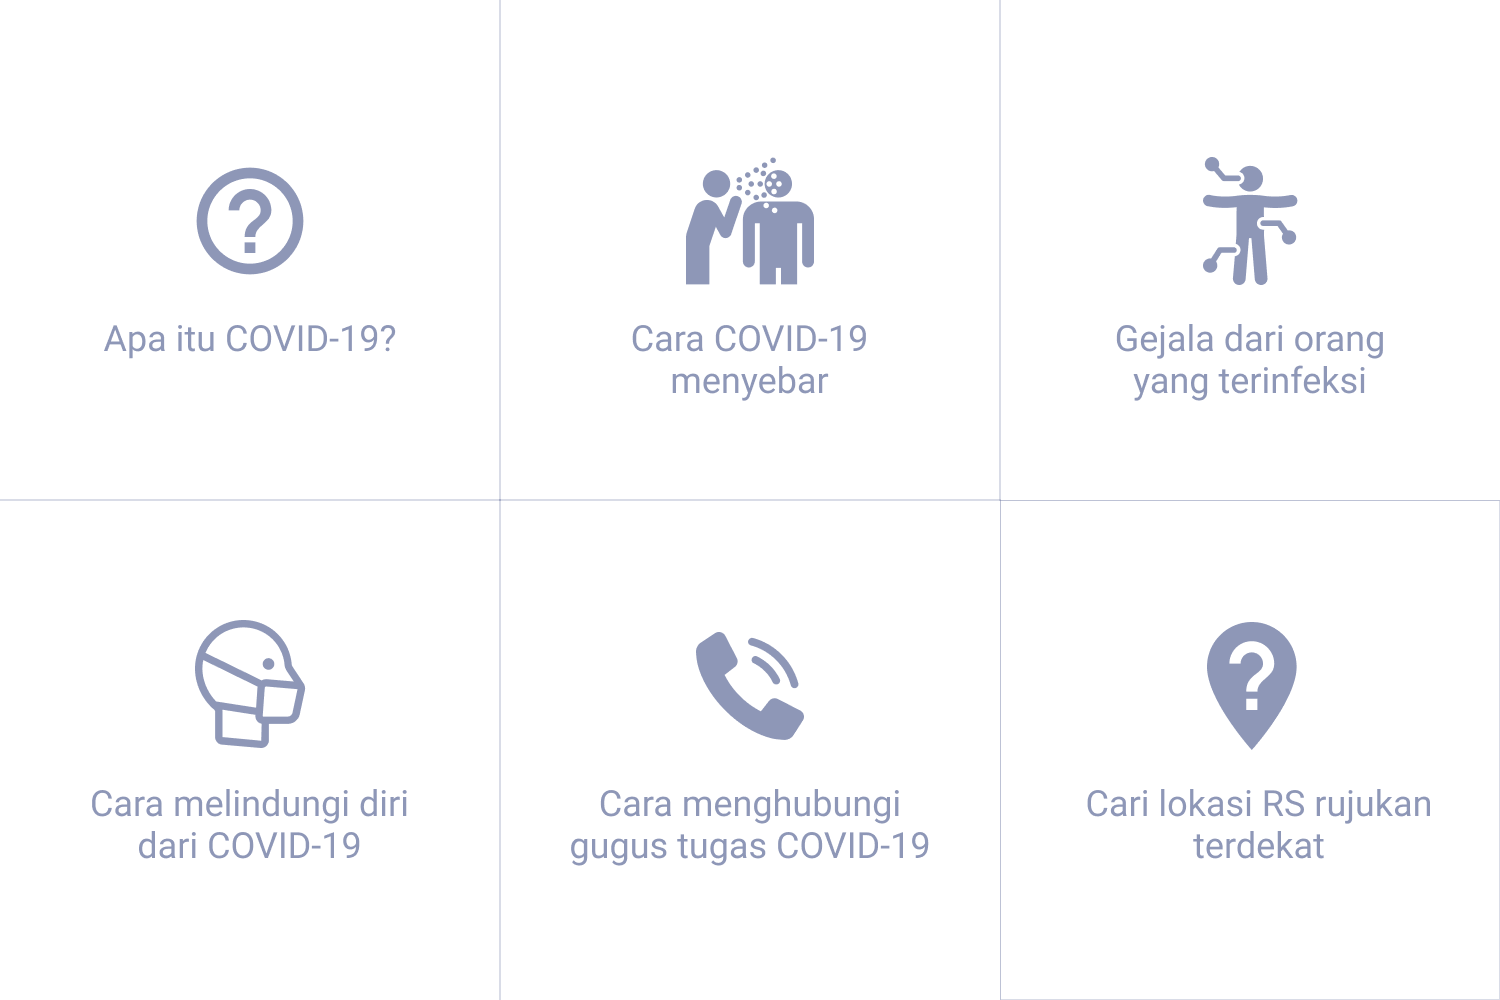 Apa itu COVID-19?
Cara COVID-19
menyebar
Gejala dari orang
yang terinfeksi
Cara melindungi diri
dari COVID-19
Cara menghubungi
gugus tugas COVID-19
Cari lokasi RS rujukan
terdekat